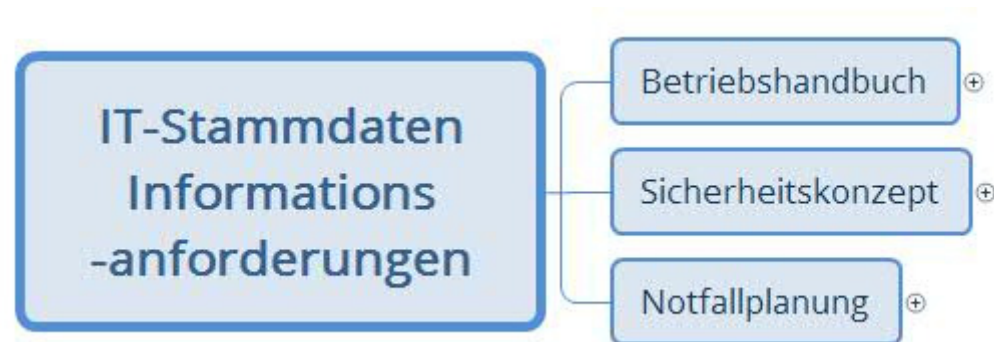 IT-Stammdaten
Informations
-anforderungen
Betriebshandbuch
Sicherheitskonzept
Notfallplanung